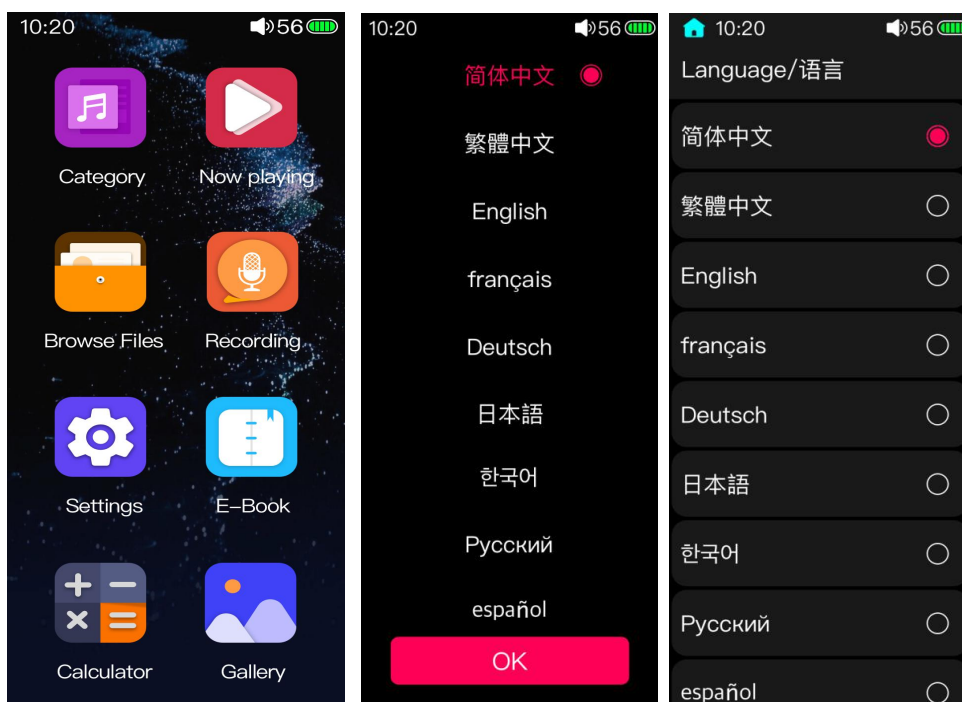 10:20 56
Category Now playing
Browse Files Recording
Settings E-Book
Calculator Gallery
10:20 56
简体中文
繁體中文
English
français
Deutsch
日本語
한국어
Русский
español
OK
10:20 56
Language/语言
简体中文
繁體中文
English
français
Deutsch
日本語
한국어
Русский
español